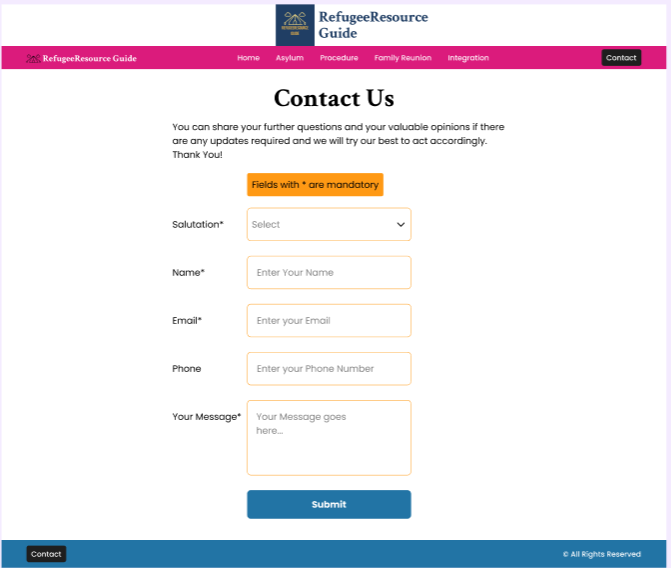 RefugeeResource
Guide
RefugeeResource Guide
Home Asylum Procedure Family Reunion Integration
Contact
Contact Us
You can share your further questions and your valuable opinions if there
are any updates required and we will try our best to act accordingly.
Thank You!
Fields with * are mandatory
Salutation*
Select
Name*
Enter Your Name
Email*
Enter your Email
Phone
Enter your Phone Number
Your Message*
Your Message goes
here...
Submit
Contact
© All Rights Reserved